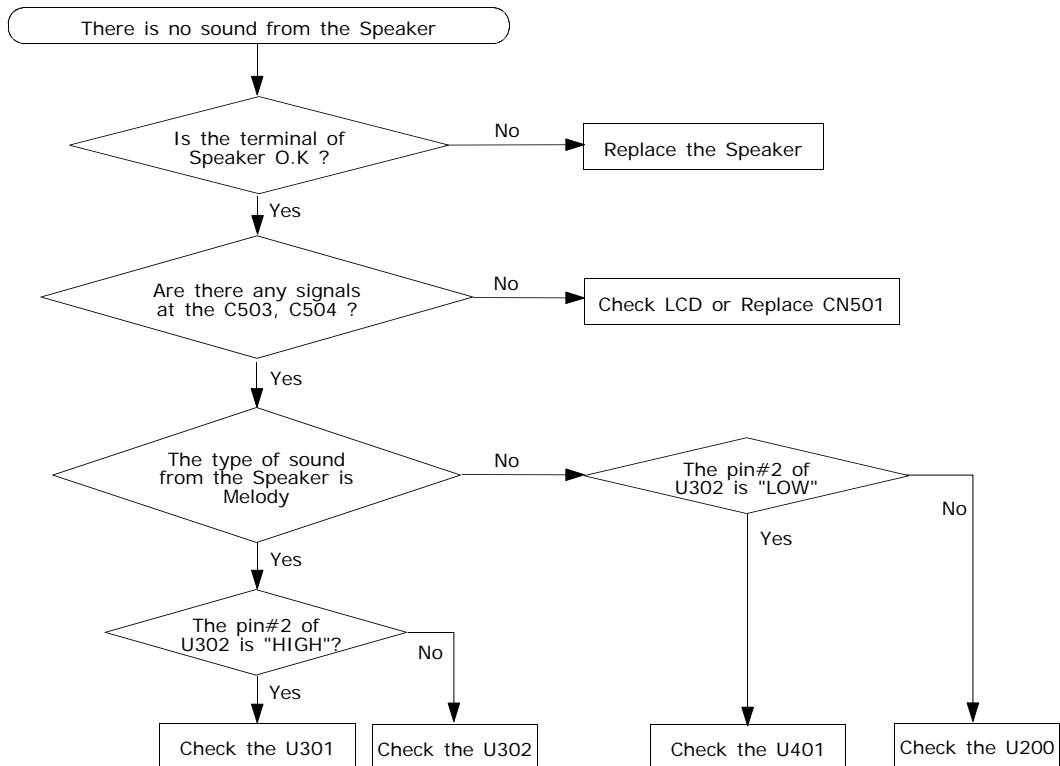 There is no sound from the Speaker
Is the terminal of
Speaker O.K ?
No
Replace the Speaker
Yes
Are there any signals
at the C503, C504 ?
No
Check LCD or Replace CN501
Yes
The type of sound
from the Speaker is
Melody
No
The pin#2 of
U302 is "LOW"
No
Yes
Yes
The pin#2 of
U302 is "HIGH"?
No
Yes
Check the U301
Check the U302
Check the U401
Check the U200